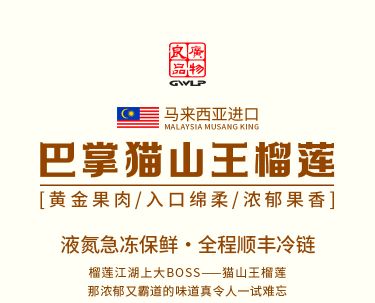 良廣
品物
GWLP
马来西亚进口
MALAYSIA MUSANG KING
巴掌猫山王榴莲
[黄金果肉/入口绵柔/浓郁果香]
液氮急冻保鲜·全程顺丰冷链
榴莲江湖上大BOSS——猫山王榴莲
那浓郁又霸道的味道真令人一试难忘